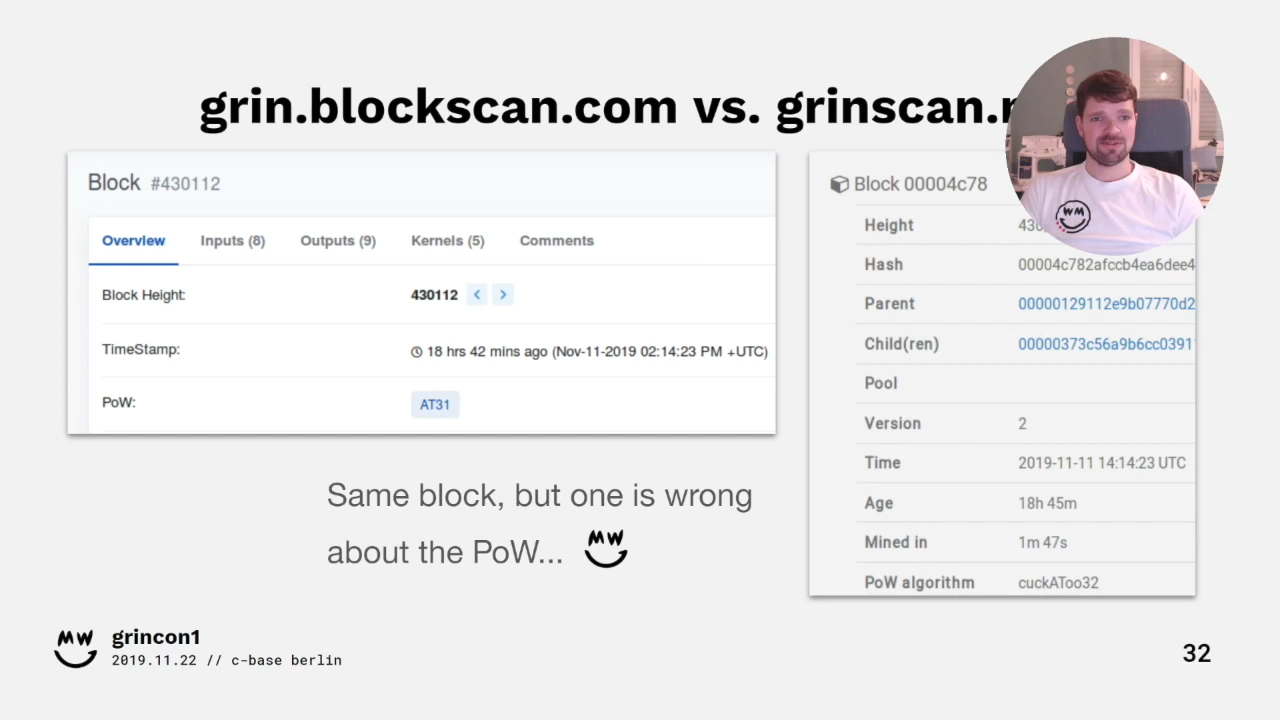 grin.blockscan.com vs. grinscan.
Block #430112
Overview Inputs (8) Outputs (9) Kernels (5) Comments
Block Height: 430112
TimeStamp: 18 hrs 42 mins ago (Nov-11-2019 02:14:23 PM +UTC)
PoW: AT31
Block 00004c78
Height 430
Hash 00004c782afccb4ea6dee4
Parent 00000129112e9b07770d2
Child(ren) 00000373c56a9b6cc0391
Pool
Version 2
Time 2019-11-11 14:14:23 UTC
Age 18h 45m
Mined in 1m 47s
PoW algorithm cuckAToo32
Same block, but one is wrong
about the PoW...
MW
WM
MW
grincon1
2019.11.22 // c-base berlin
32